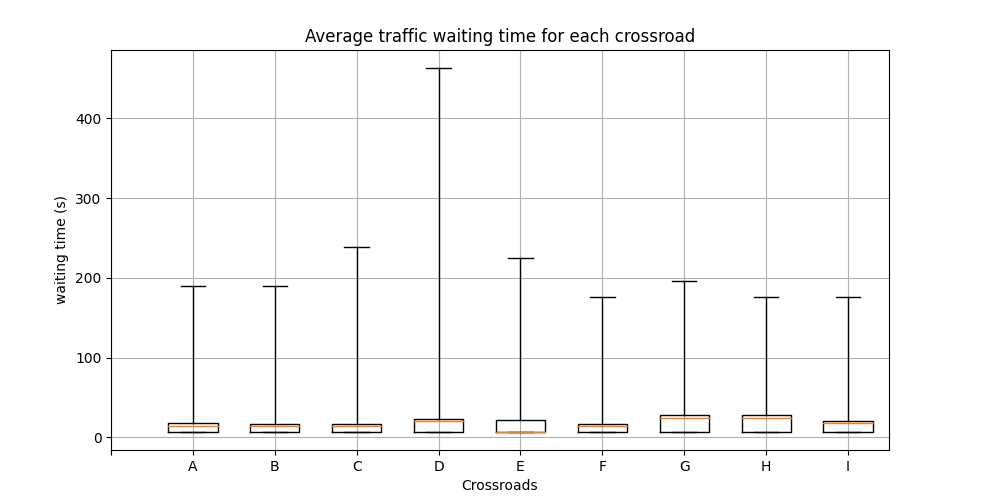 Average traffic waiting time for each crossroad
waiting time (s)
400
300
200
100
0
A B C D E F G H I
Crossroads